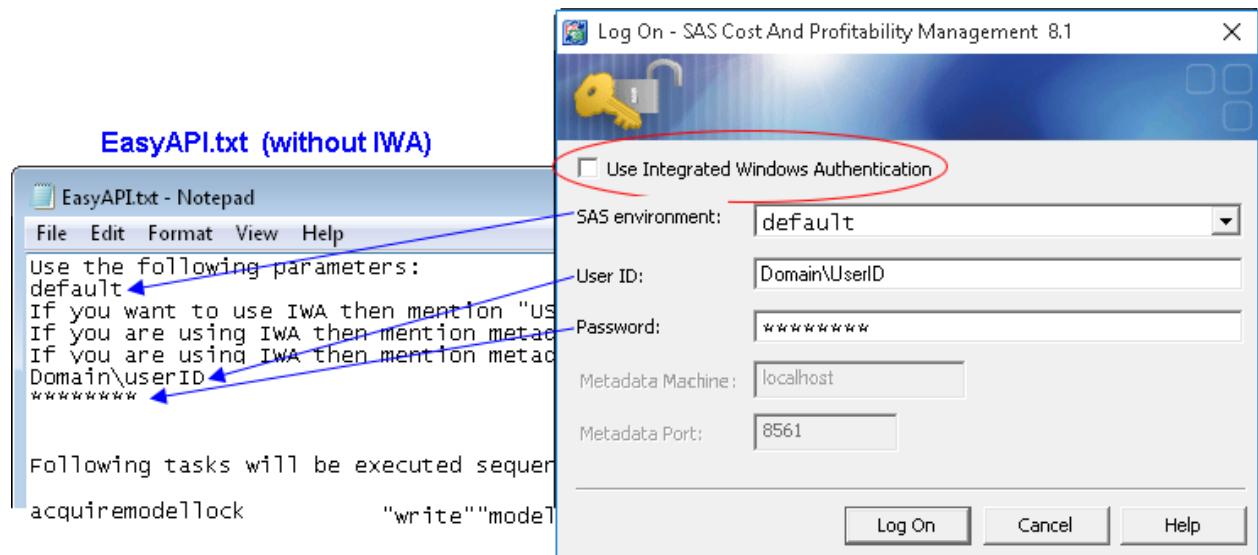 EasyAPI.txt (without IWA)
EasyAPI.txt - Notepad
File Edit Format View Help
Use the following parameters:
default
If you want to use IWA then mention "US
If you are using IWA then mention metad
If you are using IWA then mention metad
Domain\userID
********
Following tasks will be executed sequen
acquiremodellock "write""model
Log On - SAS Cost And Profitability Management 8.1
Use Integrated Windows Authentication
SAS environment: default
User ID: Domain\UserID
Password: ********
Metadata Machine: localhost
Metadata Port: 8561
Log On Cancel Help